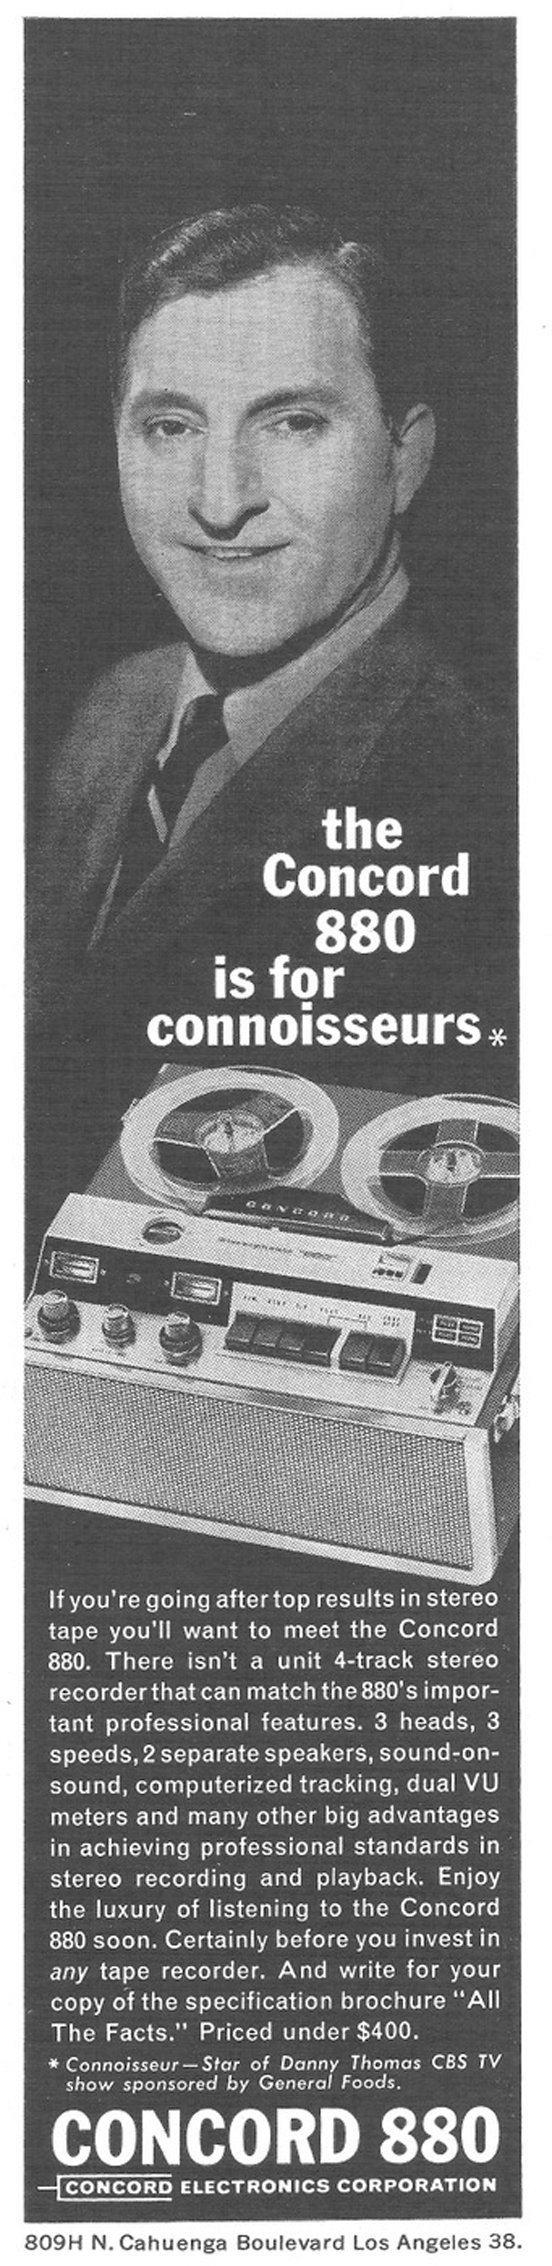 the
Concord
880
is for
connoisseurs*
CONCORD
If you're going after top results in stereo
tape you'll want to meet the Concord
880. There isn't a unit 4-track stereo
recorder that can match the 880's impor-
tant professional features. 3 heads, 3
speeds, 2 separate speakers, sound-on-
sound, computerized tracking, dual VU
meters and many other big advantages
in achieving professional standards in
stereo recording and playback. Enjoy
the luxury of listening to the Concord
880 soon. Certainly before you invest in
any tape recorder. And write for your
copy of the specification brochure "All
The Facts." Priced under $400.
* Connoisseur—Star of Danny Thomas CBS TV
show sponsored by General Foods.
CONCORD 880
CONCORD ELECTRONICS CORPORATION
809H N. Cahuenga Boulevard Los Angeles 38.